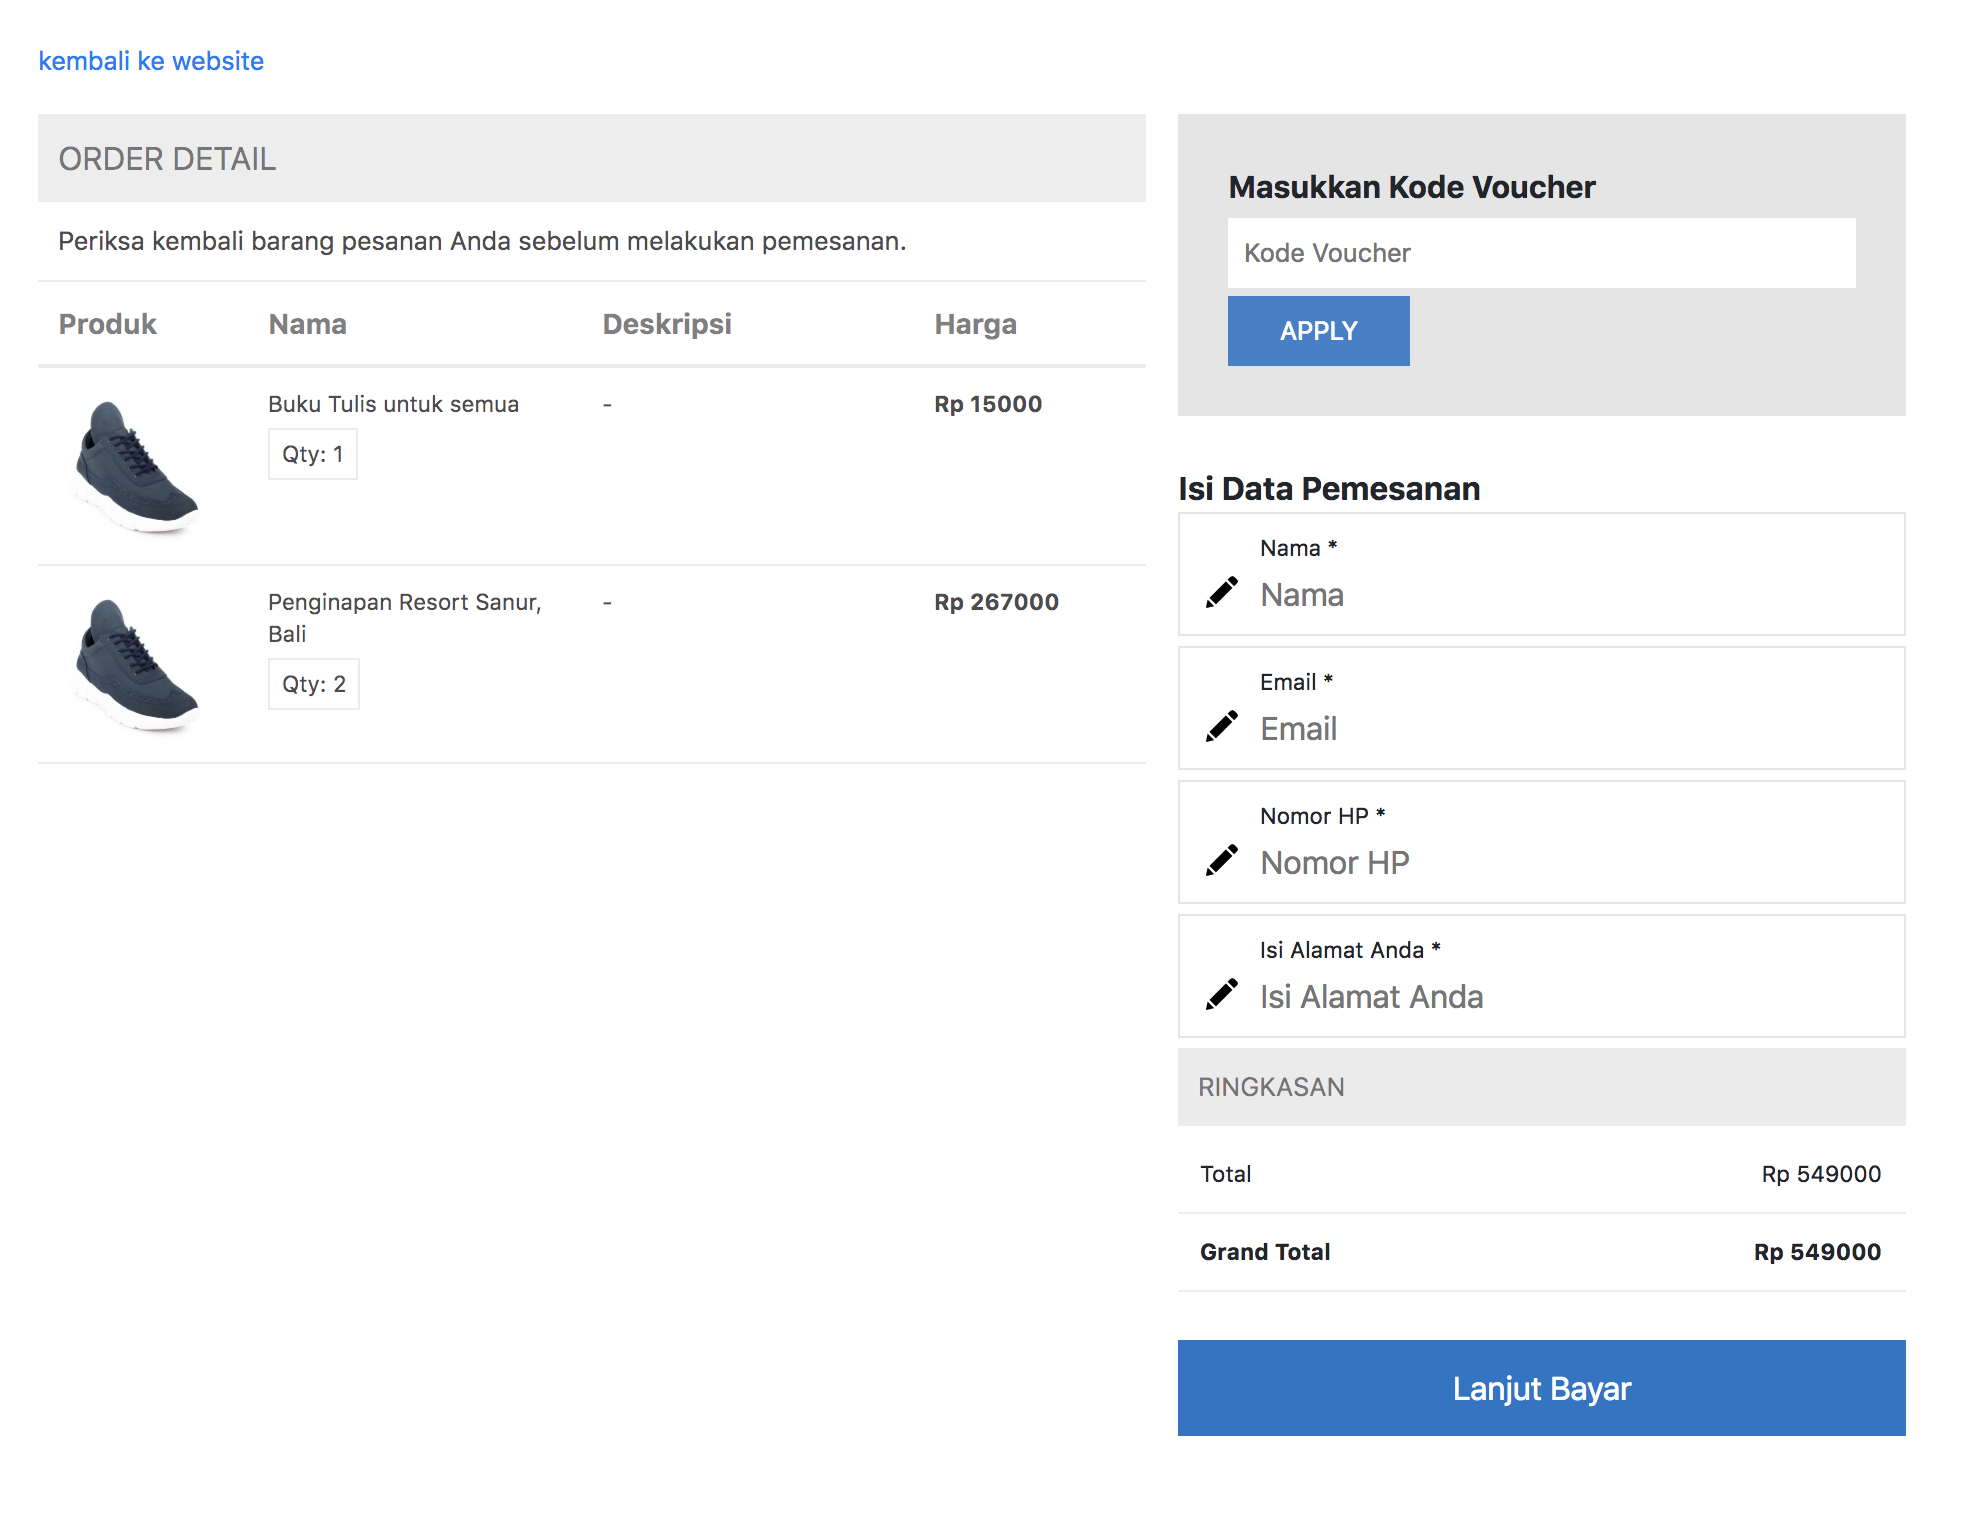 kembali ke website
ORDER DETAIL
Periksa kembali barang pesanan Anda sebelum melakukan pemesanan.
Produk Nama Deskripsi Harga
Buku Tulis untuk semua - Rp 15000
Qty: 1
Penginapan Resort Sanur, - Rp 267000
Bali
Qty: 2
Masukkan Kode Voucher
Kode Voucher
APPLY
Isi Data Pemesanan
Nama *
Nama
Email *
Email
Nomor HP *
Nomor HP
Isi Alamat Anda *
Isi Alamat Anda
RINGKASAN
Total Rp 549000
Grand Total Rp 549000
Lanjut Bayar